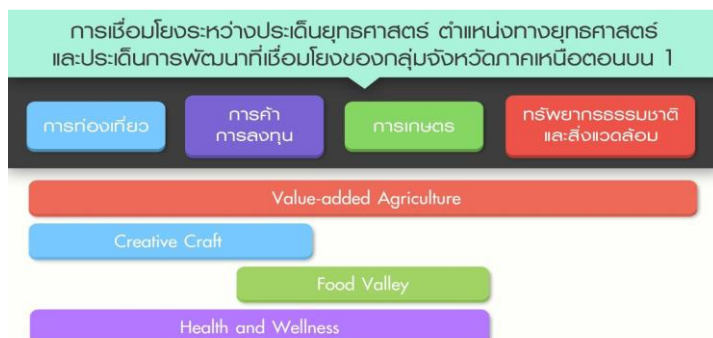 การเชื่อมโยงระหว่างประเด็นยุทธศาสตร์ ตำแหน่งทางยุทธศาสตร์
และประเด็นการพัฒนาที่เชื่อมโยงของกลุ่มจังหวัดภาคเหนือตอนบน 1
การท่องเที่ยว
การค้า
การลงทุน
การเกษตร
ทรัพยากรธรรมชาติ
และสิ่งแวดล้อม
Value-added Agriculture
Creative Craft
Food Valley
Health and Wellness